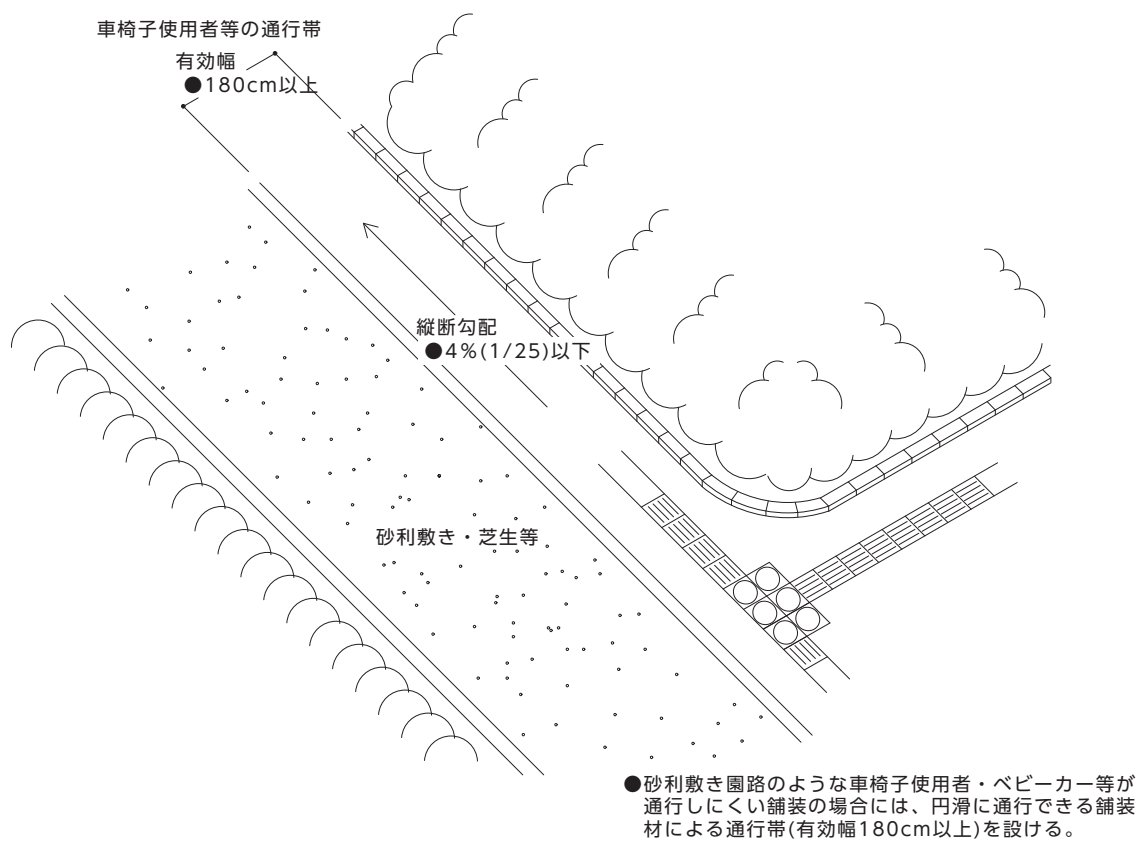 車椅子使用者等の通行帯
有効幅
●180cm以上
縦断勾配
●4%(1/25)以下
砂利敷き・芝生等
●砂利敷き園路のような車椅子使用者・ベビーカー等が
通行しにくい舗装の場合には、円滑に通行できる舗装
材による通行帯(有効幅180cm以上)を設ける。